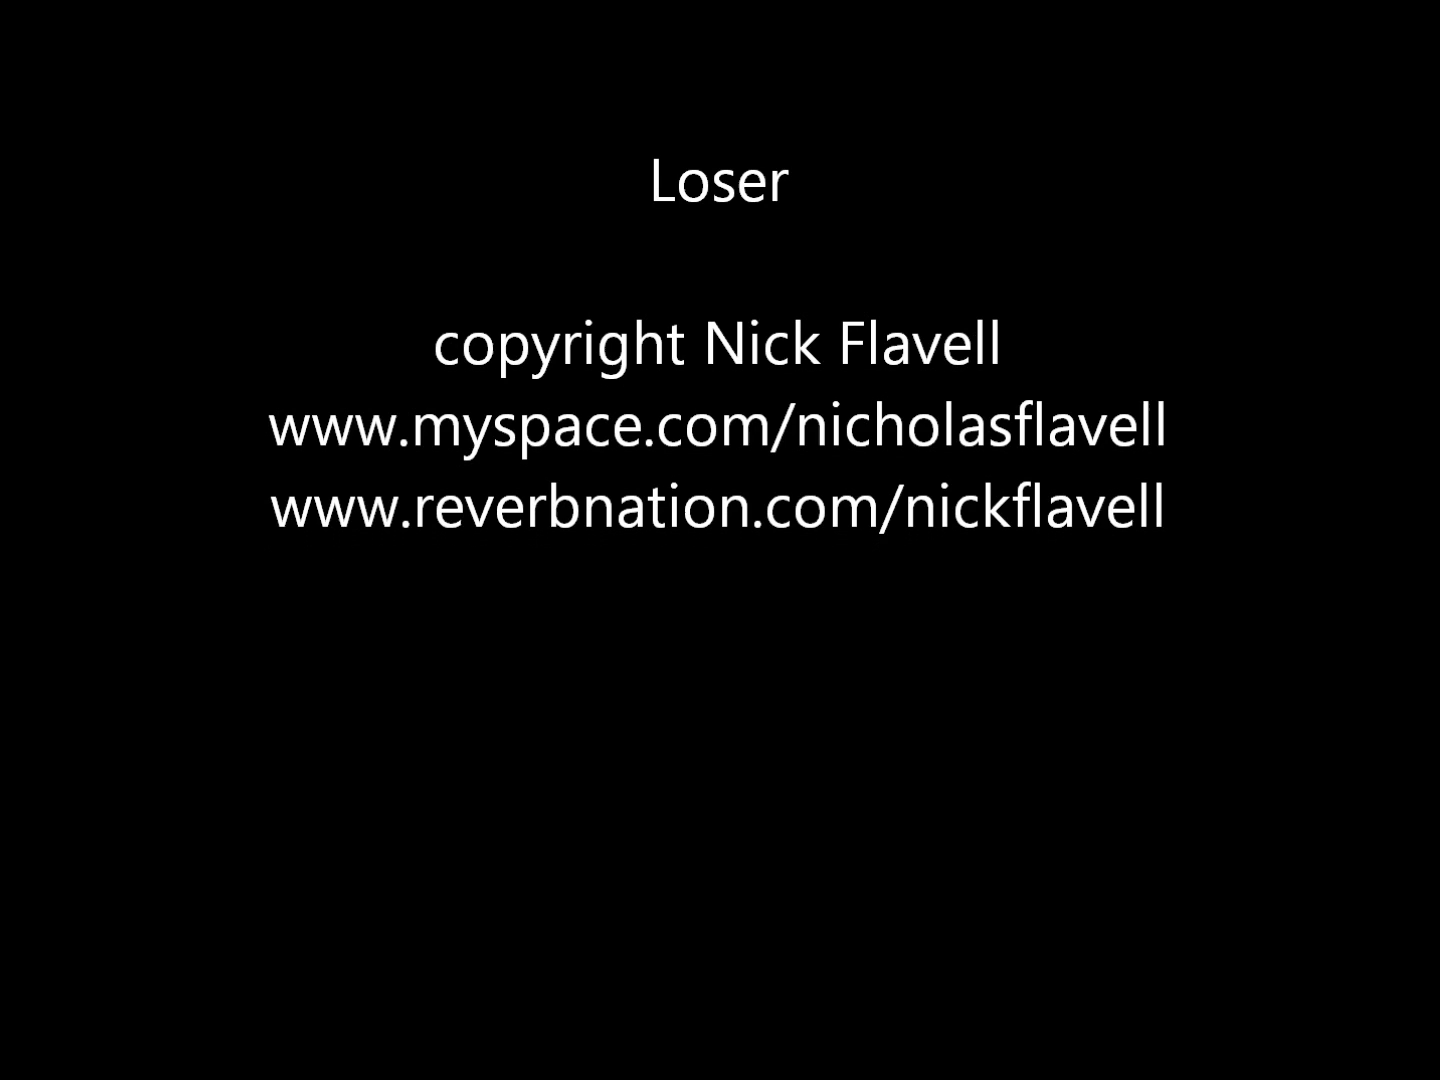 Loser
copyright Nick Flavell
www.myspace.com/nicholasflavell
www.reverbnation.com/nickflavell